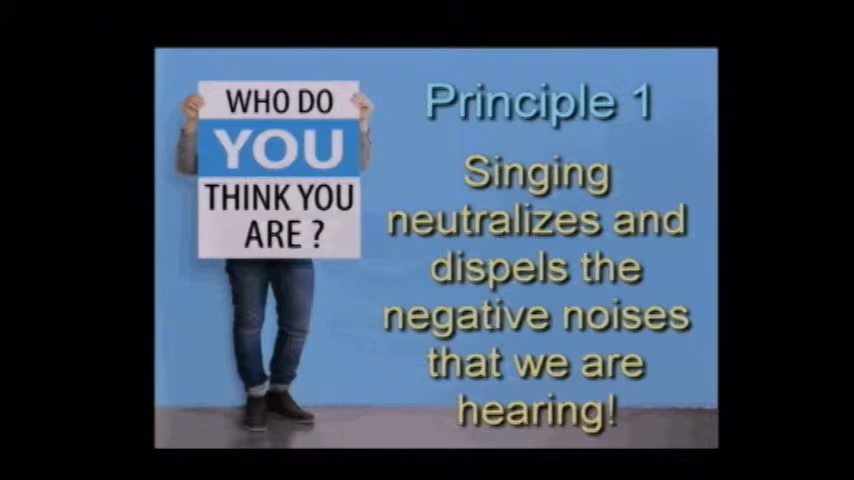 WHO DO
YOU
THINK YOU
ARE ?
Principle 1
Singing
neutralizes and
dispels the
negative noises
that we are
hearing!